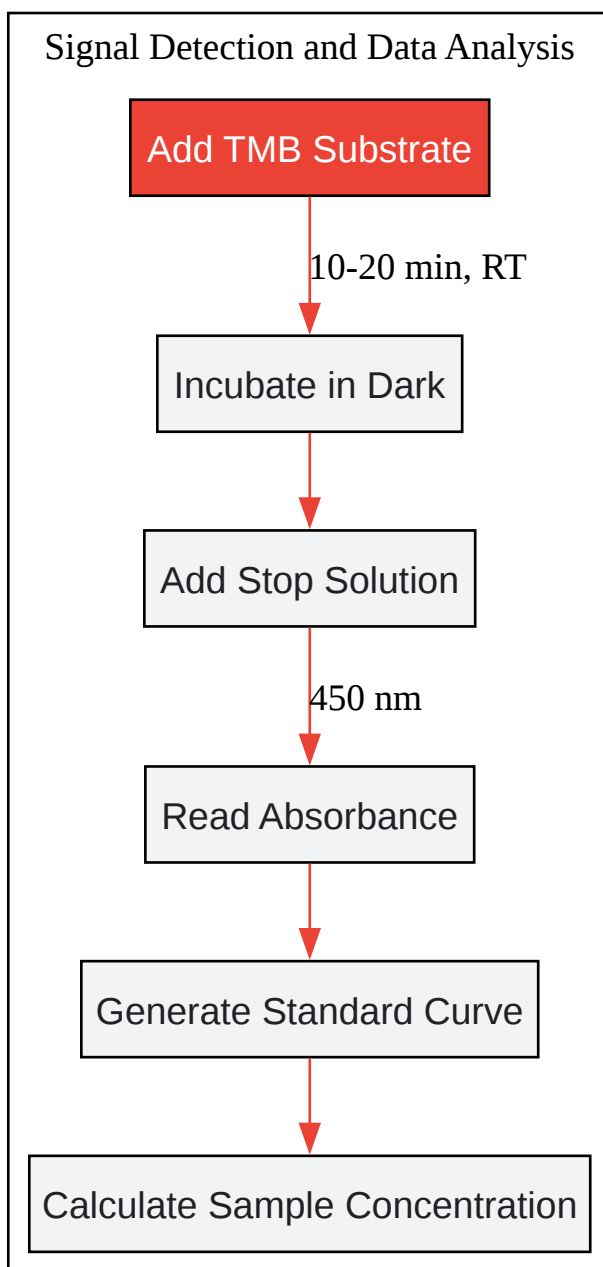 Signal Detection and Data Analysis
Add TMB Substrate
10-20 min, RT
Incubate in Dark
Add Stop Solution
450 nm
Read Absorbance
Generate Standard Curve
Calculate Sample Concentration